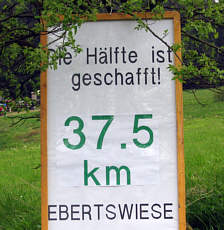 ie Hälfte ist
geschafft!
37.5
km
EBERTSWIESE